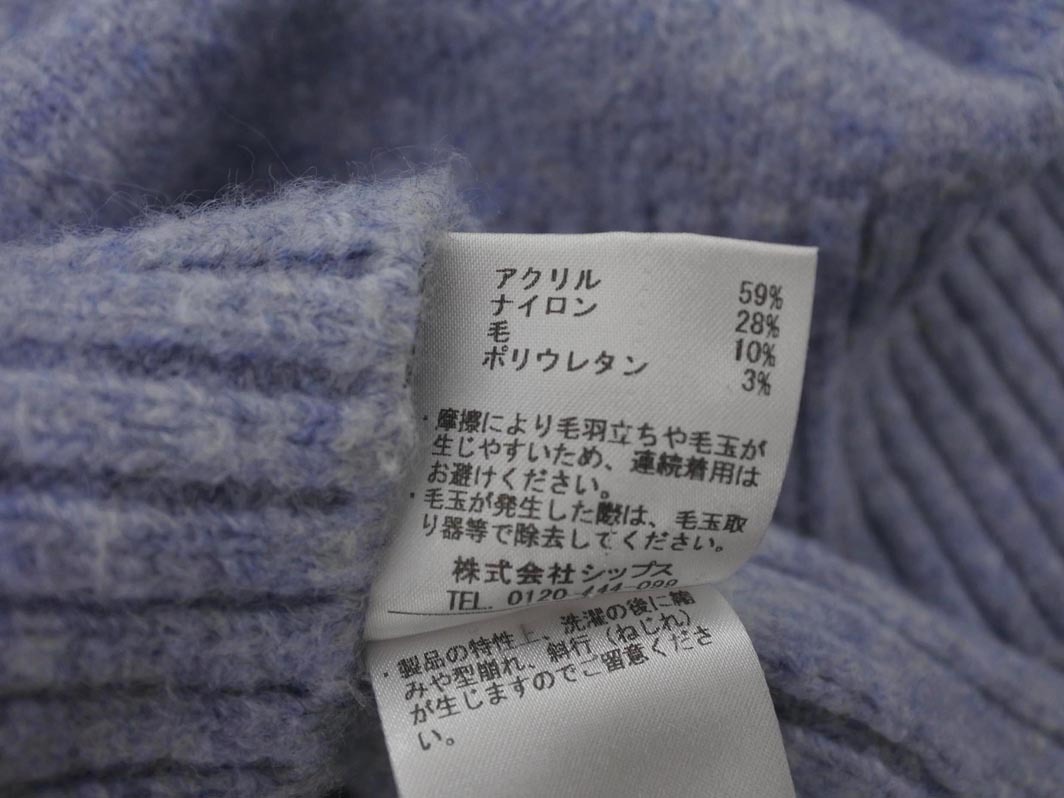 アクリル 59%
ナイロン 28%
毛 10%
ポリウレタン 3%
・摩擦により毛羽立ちや毛玉が
生じやすいため、連続着用は
お避けください。
・毛玉が発生した際は、毛玉取
り器等で除去してください。
株式会社シップス
TEL. 0120-444-099
・製品の特性上、洗濯の後に縮
みや型崩れ、斜行(ねじれ)
が生じますのでご留意くださ
い。